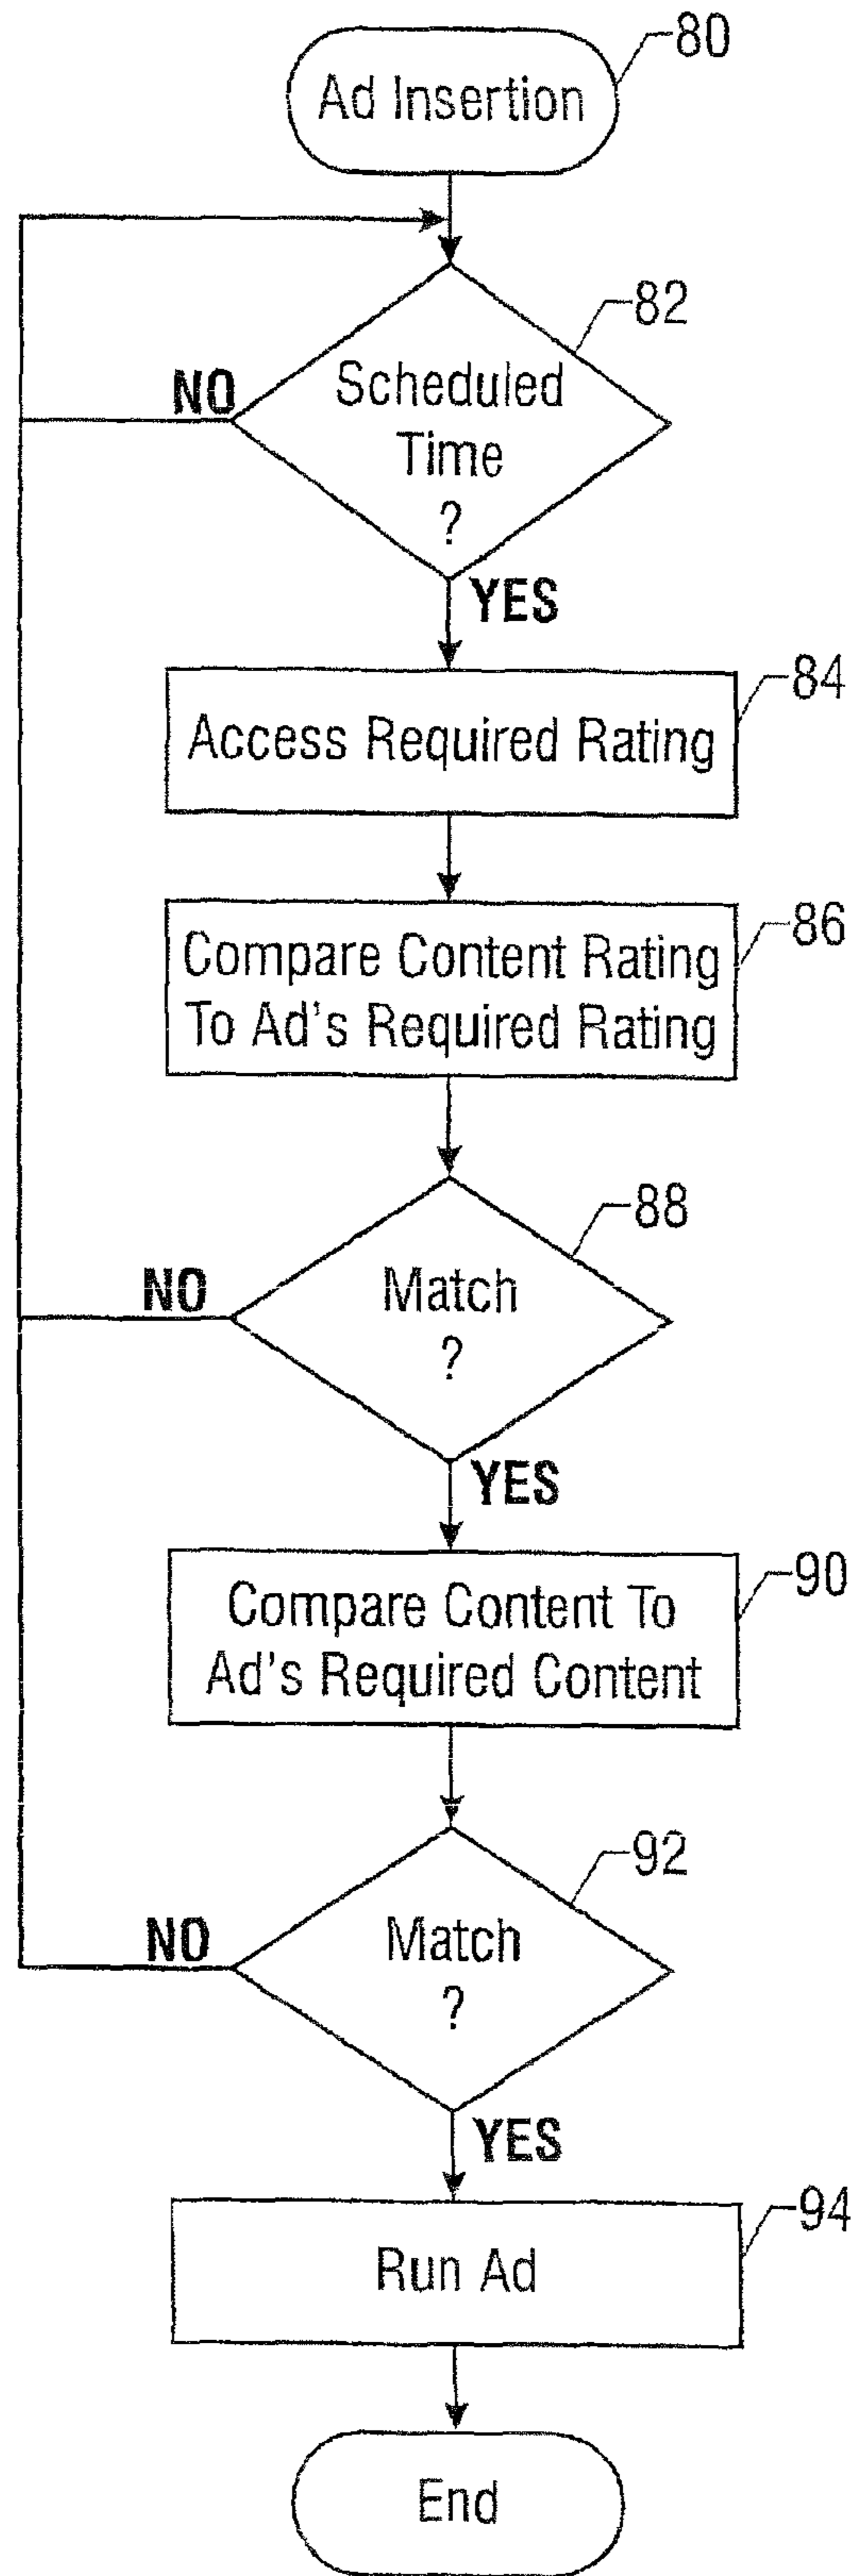 80
Ad Insertion
82
Scheduled
Time
?
NO
YES
84
Access Required Rating
86
Compare Content Rating
To Ad's Required Rating
88
Match
?
NO
YES
90
Compare Content To
Ad's Required Content
92
Match
?
NO
YES
94
Run Ad
End